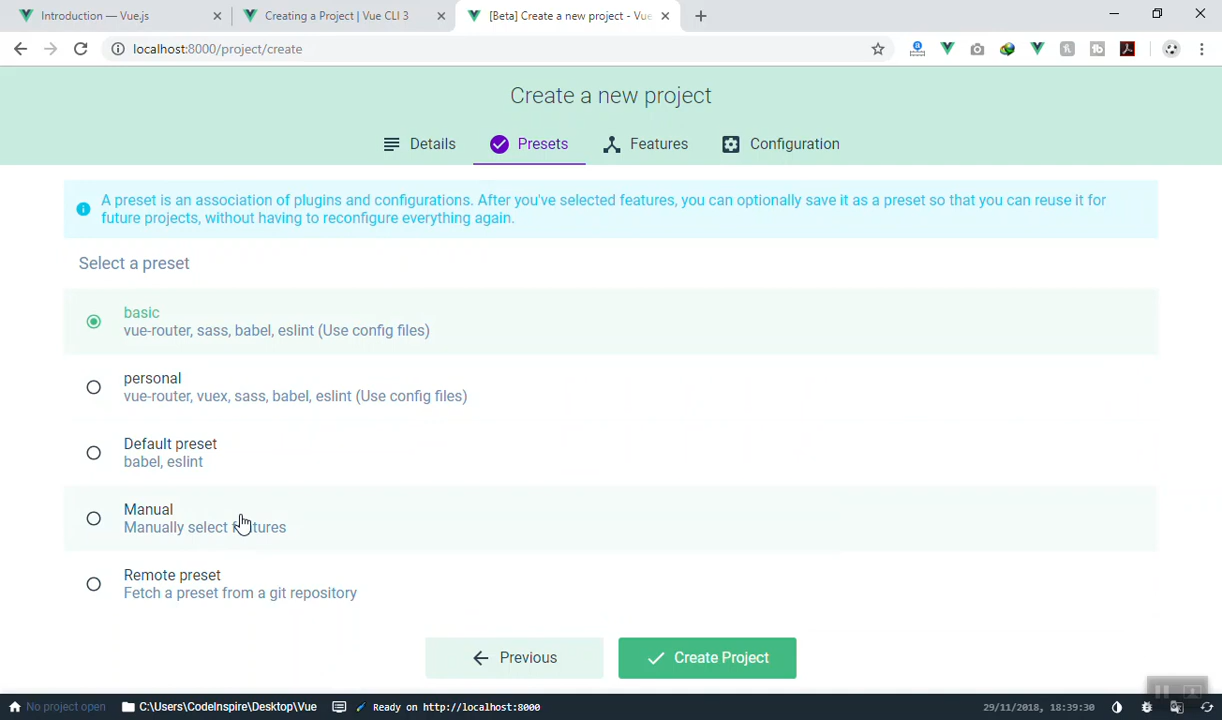 Introduction — Vue.js
Creating a Project | Vue CLI 3
[Beta] Create a new project - Vue
localhost:8000/project/create
Create a new project
Details
Presets
Features
Configuration
A preset is an association of plugins and configurations. After you've selected features, you can optionally save it as a preset so that you can reuse it for
future projects, without having to reconfigure everything again.
Select a preset
basic
vue-router, sass, babel, eslint (Use config files)
personal
vue-router, vuex, sass, babel, eslint (Use config files)
Default preset
babel, eslint
Manual
Manually select features
Remote preset
Fetch a preset from a git repository
Previous
Create Project
No project open
C:\Users\CodeInspire\Desktop\Vue
Ready on http://localhost:8000
29/11/2018, 18:39:30